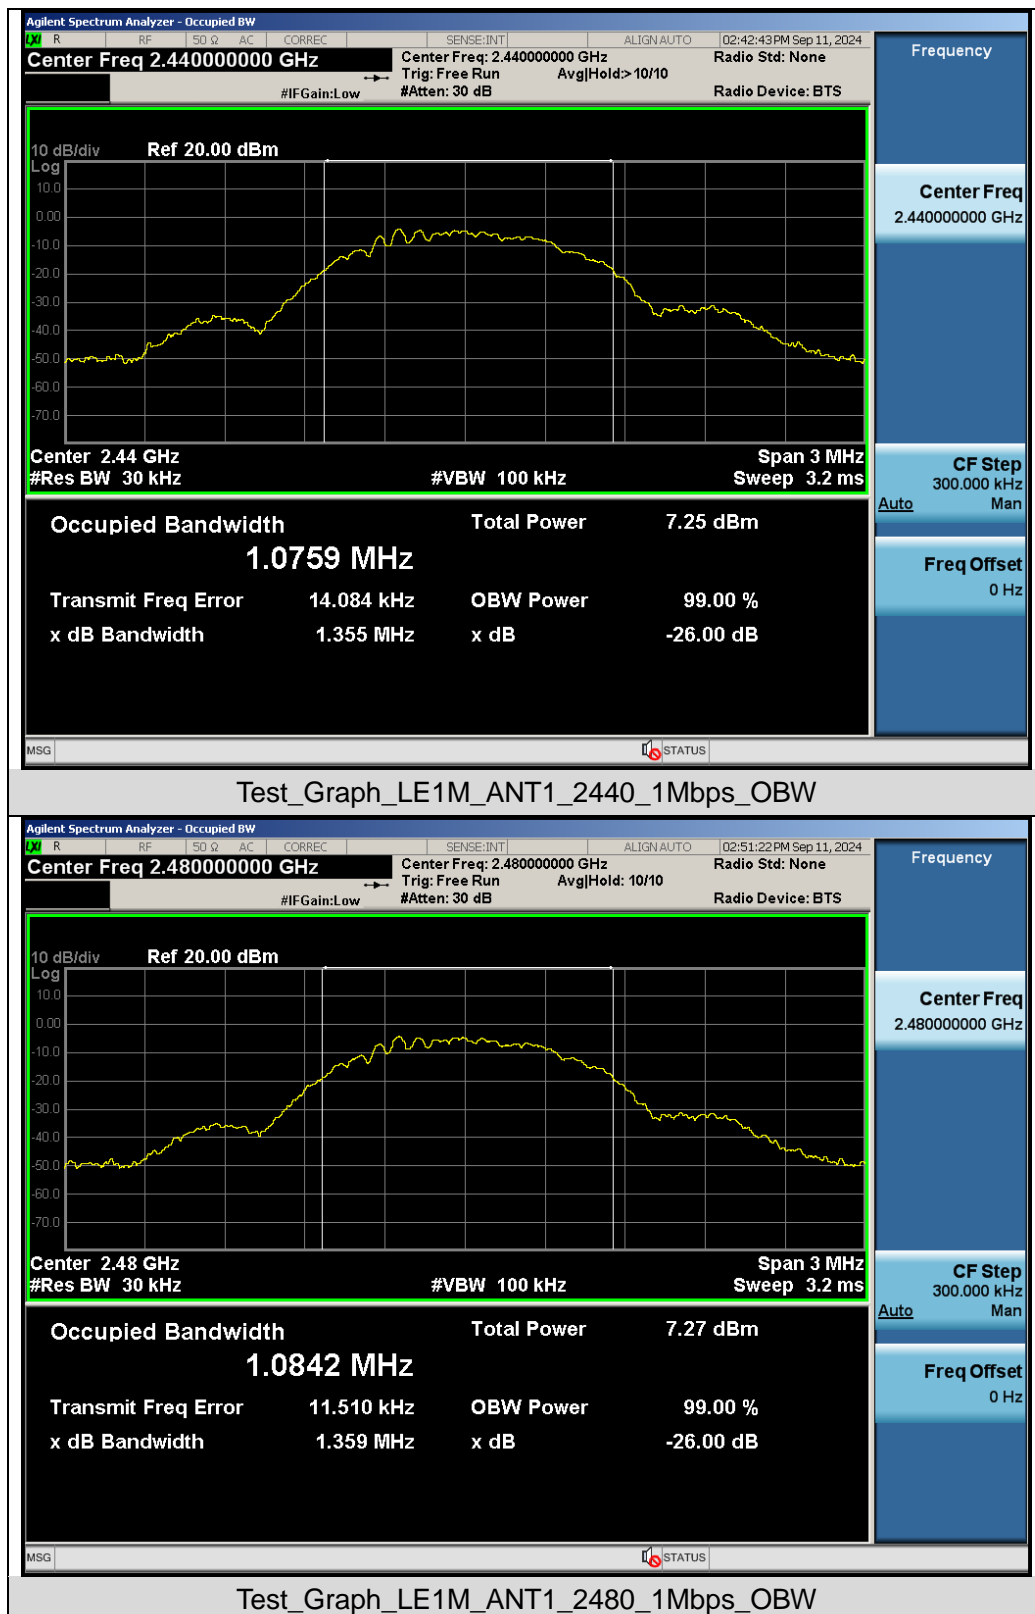 Agilent Spectrum Analyzer - Occupied BW
LXI R RF 50 Ω AC CORREC SENSE:INT ALIGN AUTO 02:42:43 PM Sep 11, 2024
Center Freq 2.440000000 GHz Center Freq: 2.440000000 GHz Radio Std: None Frequency
Trig: Free Run Avg|Hold:> 10/10
#IFGain:Low #Atten: 30 dB Radio Device: BTS
10 dB/div Ref 20.00 dBm
Log
10.0
0.00
-10.0
-20.0
-30.0
-40.0
-50.0
-60.0
-70.0
Center Freq
2.440000000 GHz
Center 2.44 GHz Span 3 MHz
#Res BW 30 kHz #VBW 100 kHz Sweep 3.2 ms
CF Step
300.000 kHz
Auto Man
Occupied Bandwidth Total Power 7.25 dBm
1.0759 MHz
Transmit Freq Error 14.084 kHz OBW Power 99.00 %
x dB Bandwidth 1.355 MHz x dB -26.00 dB
Freq Offset
0 Hz
MSG STATUS
Test_Graph_LE1M_ANT1_2440_1Mbps_OBW
Agilent Spectrum Analyzer - Occupied BW
LXI R RF 50 Ω AC CORREC SENSE:INT ALIGN AUTO 02:51:22 PM Sep 11, 2024
Center Freq 2.480000000 GHz Center Freq: 2.480000000 GHz Radio Std: None Frequency
Trig: Free Run Avg|Hold: 10/10
#IFGain:Low #Atten: 30 dB Radio Device: BTS
10 dB/div Ref 20.00 dBm
Log
10.0
0.00
-10.0
-20.0
-30.0
-40.0
-50.0
-60.0
-70.0
Center Freq
2.480000000 GHz
Center 2.48 GHz Span 3 MHz
#Res BW 30 kHz #VBW 100 kHz Sweep 3.2 ms
CF Step
300.000 kHz
Auto Man
Occupied Bandwidth Total Power 7.27 dBm
1.0842 MHz
Transmit Freq Error 11.510 kHz OBW Power 99.00 %
x dB Bandwidth 1.359 MHz x dB -26.00 dB
Freq Offset
0 Hz
MSG STATUS
Test_Graph_LE1M_ANT1_2480_1Mbps_OBW